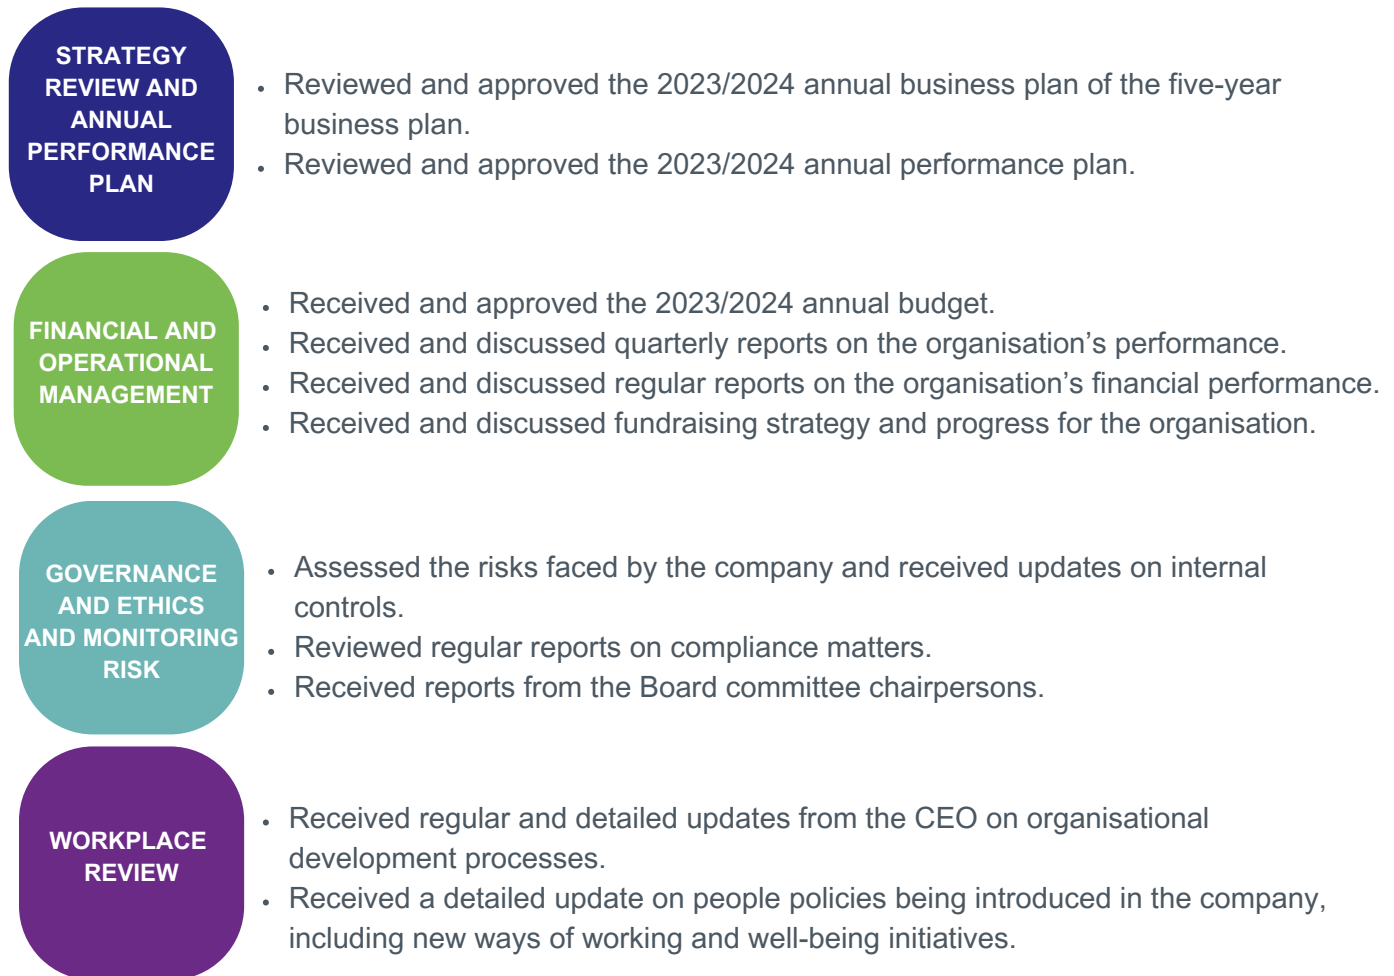 STRATEGY
REVIEW AND
ANNUAL
PERFORMANCE
PLAN
• Reviewed and approved the 2023/2024 annual business plan of the five-year
business plan.
• Reviewed and approved the 2023/2024 annual performance plan.
FINANCIAL AND
OPERATIONAL
MANAGEMENT
• Received and approved the 2023/2024 annual budget.
• Received and discussed quarterly reports on the organisation’s performance.
• Received and discussed regular reports on the organisation’s financial performance.
• Received and discussed fundraising strategy and progress for the organisation.
GOVERNANCE
AND ETHICS
AND MONITORING
RISK
• Assessed the risks faced by the company and received updates on internal
controls.
• Reviewed regular reports on compliance matters.
• Received reports from the Board committee chairpersons.
WORKPLACE
REVIEW
• Received regular and detailed updates from the CEO on organisational
development processes.
• Received a detailed update on people policies being introduced in the company,
including new ways of working and well-being initiatives.